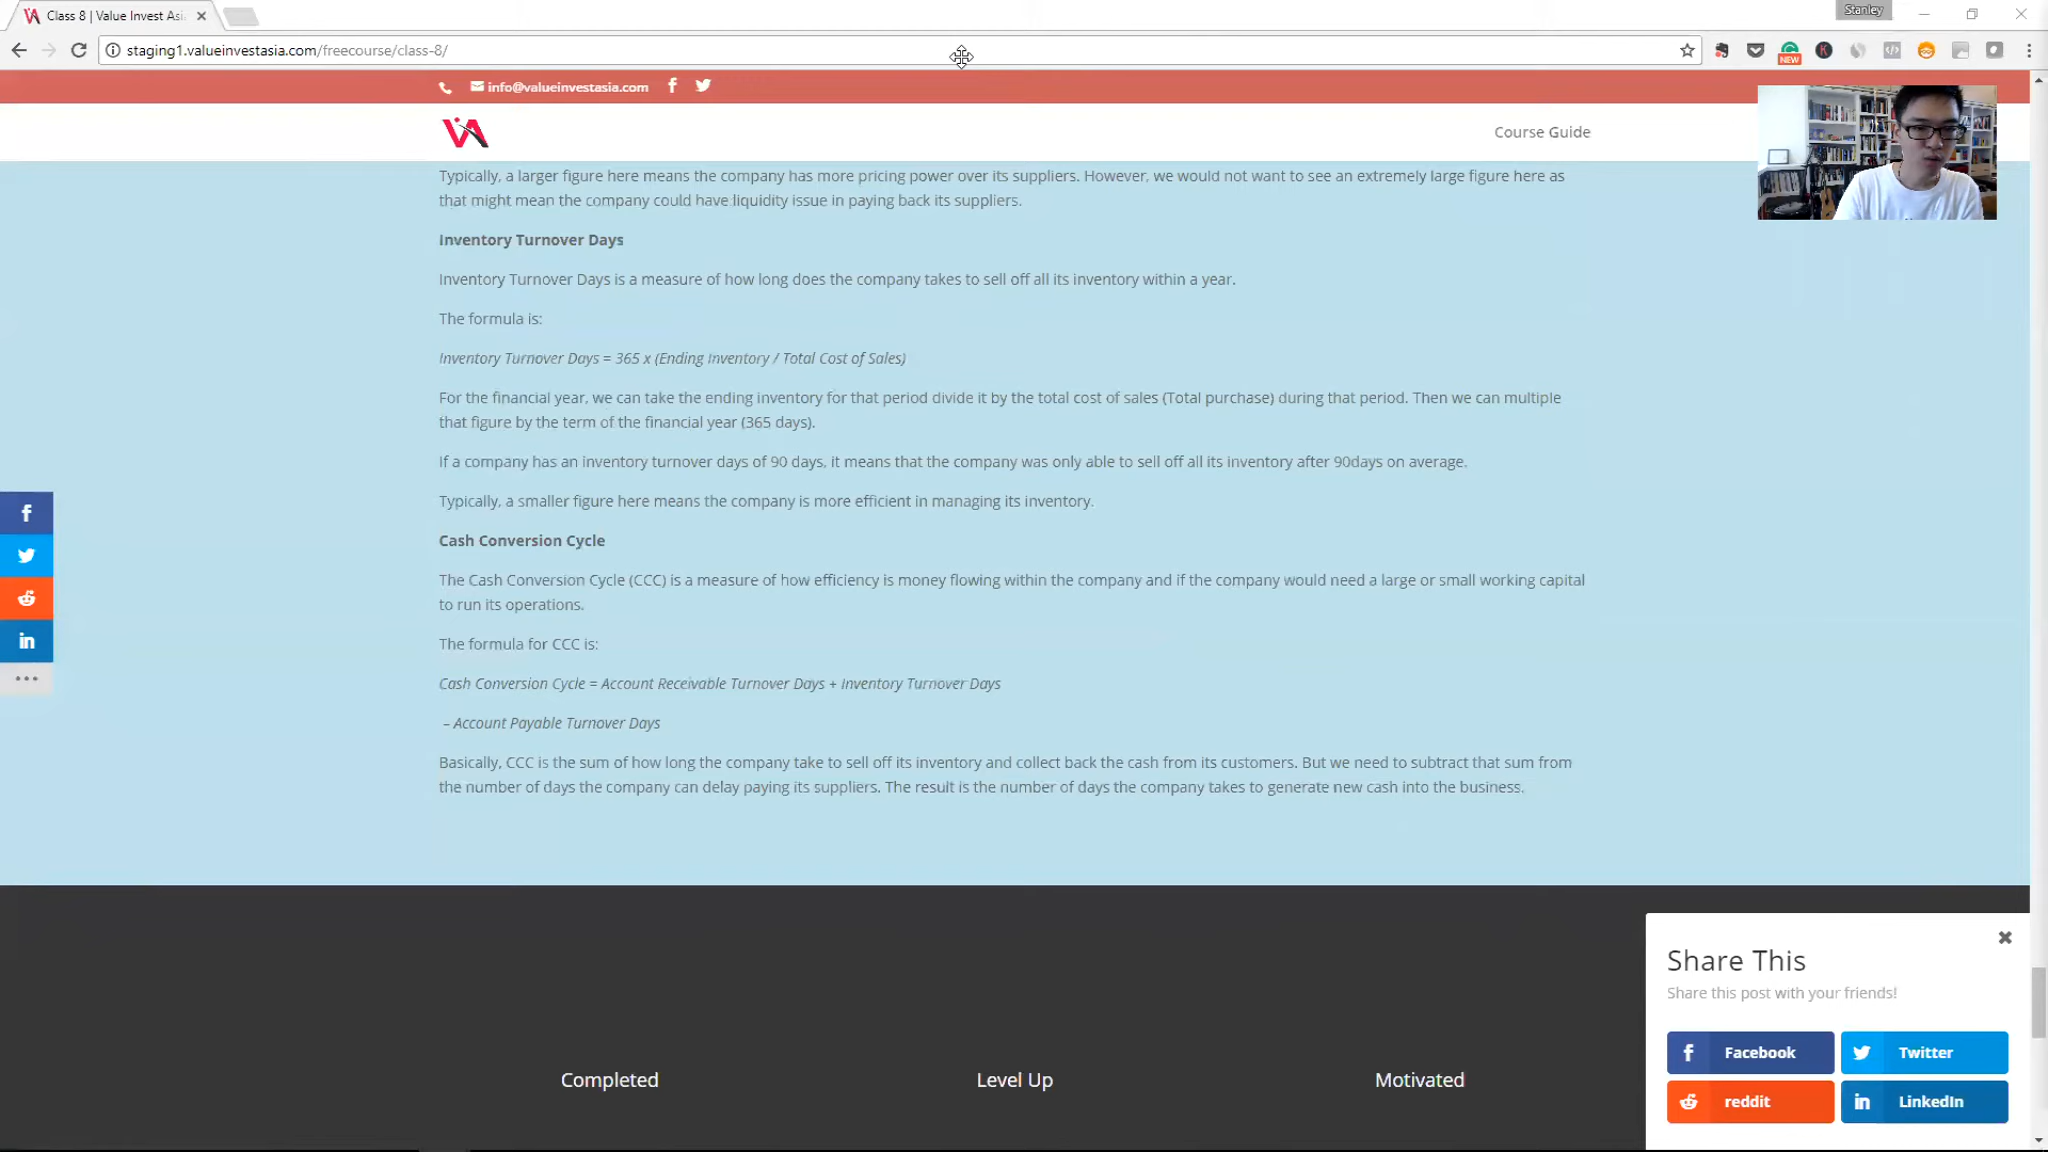 Class 8 | Value Invest Asi
Stanley
staging1.valueinvestasia.com/freecourse/class-8/
NEW
info@valueinvestasia.com
VIA
Course Guide
Typically, a larger figure here means the company has more pricing power over its suppliers. However, we would not want to see an extremely large figure here as
that might mean the company could have liquidity issue in paying back its suppliers.
Inventory Turnover Days
Inventory Turnover Days is a measure of how long does the company takes to sell off all its inventory within a year.
The formula is:
Inventory Turnover Days = 365 x (Ending Inventory / Total Cost of Sales)
For the financial year, we can take the ending inventory for that period divide it by the total cost of sales (Total purchase) during that period. Then we can multiple
that figure by the term of the financial year (365 days).
If a company has an inventory turnover days of 90 days, it means that the company was only able to sell off all its inventory after 90days on average.
Typically, a smaller figure here means the company is more efficient in managing its inventory.
Cash Conversion Cycle
The Cash Conversion Cycle (CCC) is a measure of how efficiency is money flowing within the company and if the company would need a large or small working capital
to run its operations.
The formula for CCC is:
Cash Conversion Cycle = Account Receivable Turnover Days + Inventory Turnover Days
– Account Payable Turnover Days
Basically, CCC is the sum of how long the company take to sell off its inventory and collect back the cash from its customers. But we need to subtract that sum from
the number of days the company can delay paying its suppliers. The result is the number of days the company takes to generate new cash into the business.
Completed
Level Up
Motivated
Share This
Share this post with your friends!
Facebook
Twitter
reddit
LinkedIn